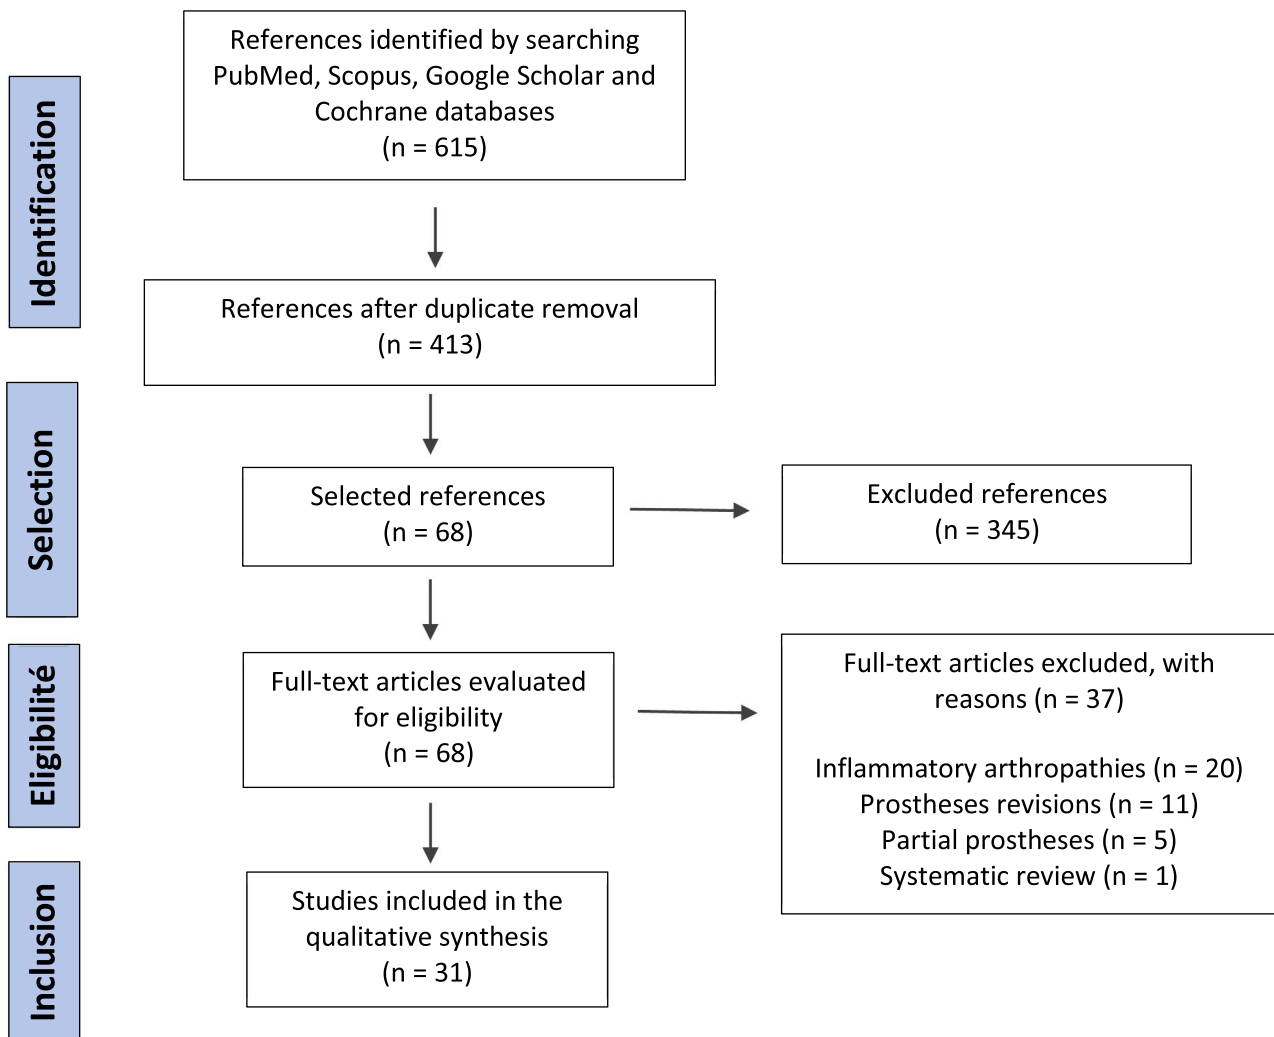 Identification
References identified by searching
PubMed, Scopus, Google Scholar and
Cochrane databases
(n = 615)
References after duplicate removal
(n = 413)
Selection
Selected references
(n = 68)
Excluded references
(n = 345)
Eligibilité
Full-text articles evaluated
for eligibility
(n = 68)
Full-text articles excluded, with
reasons (n = 37)
Inflammatory arthropathies (n = 20)
Prostheses revisions (n = 11)
Partial prostheses (n = 5)
Systematic review (n = 1)
Inclusion
Studies included in the
qualitative synthesis
(n = 31)